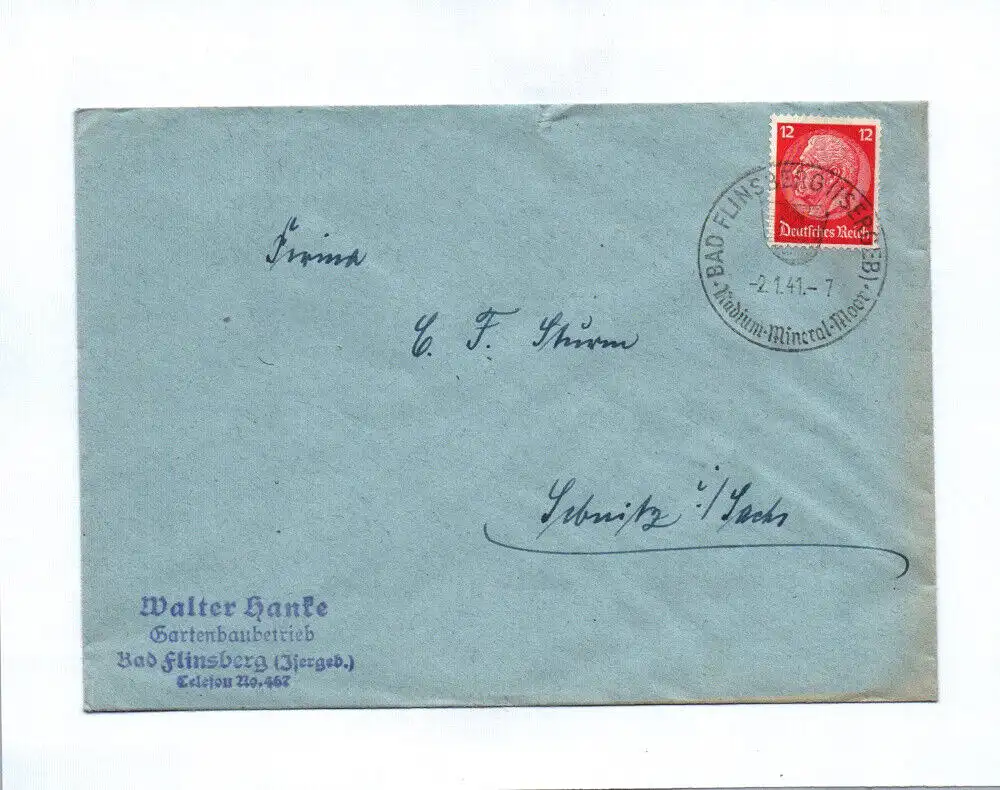 12 12
Deutsches Reich
BAD FLINSBERG (ISERGEB)
-2.1.41.-7
Radium-Mineral-Moor
Firma
C. F. Sturm
Sebnitz i/Sachs
Walter Hanke
Gartenbaubetrieb
Bad Flinsberg (Isergeb.)
Telefon No. 467